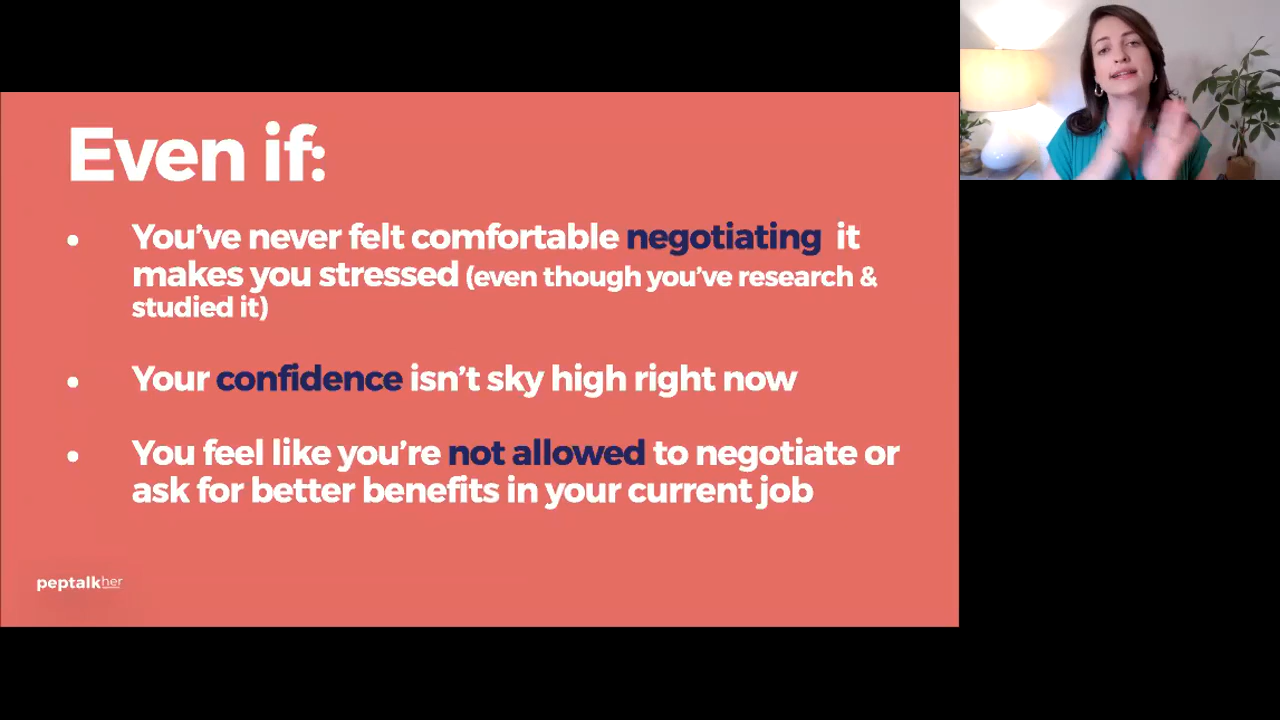 Even if:
• You've never felt comfortable negotiating it
makes you stressed (even though you've research &
studied it)
• Your confidence isn't sky high right now
• You feel like you're not allowed to negotiate or
ask for better benefits in your current job
peptalkher